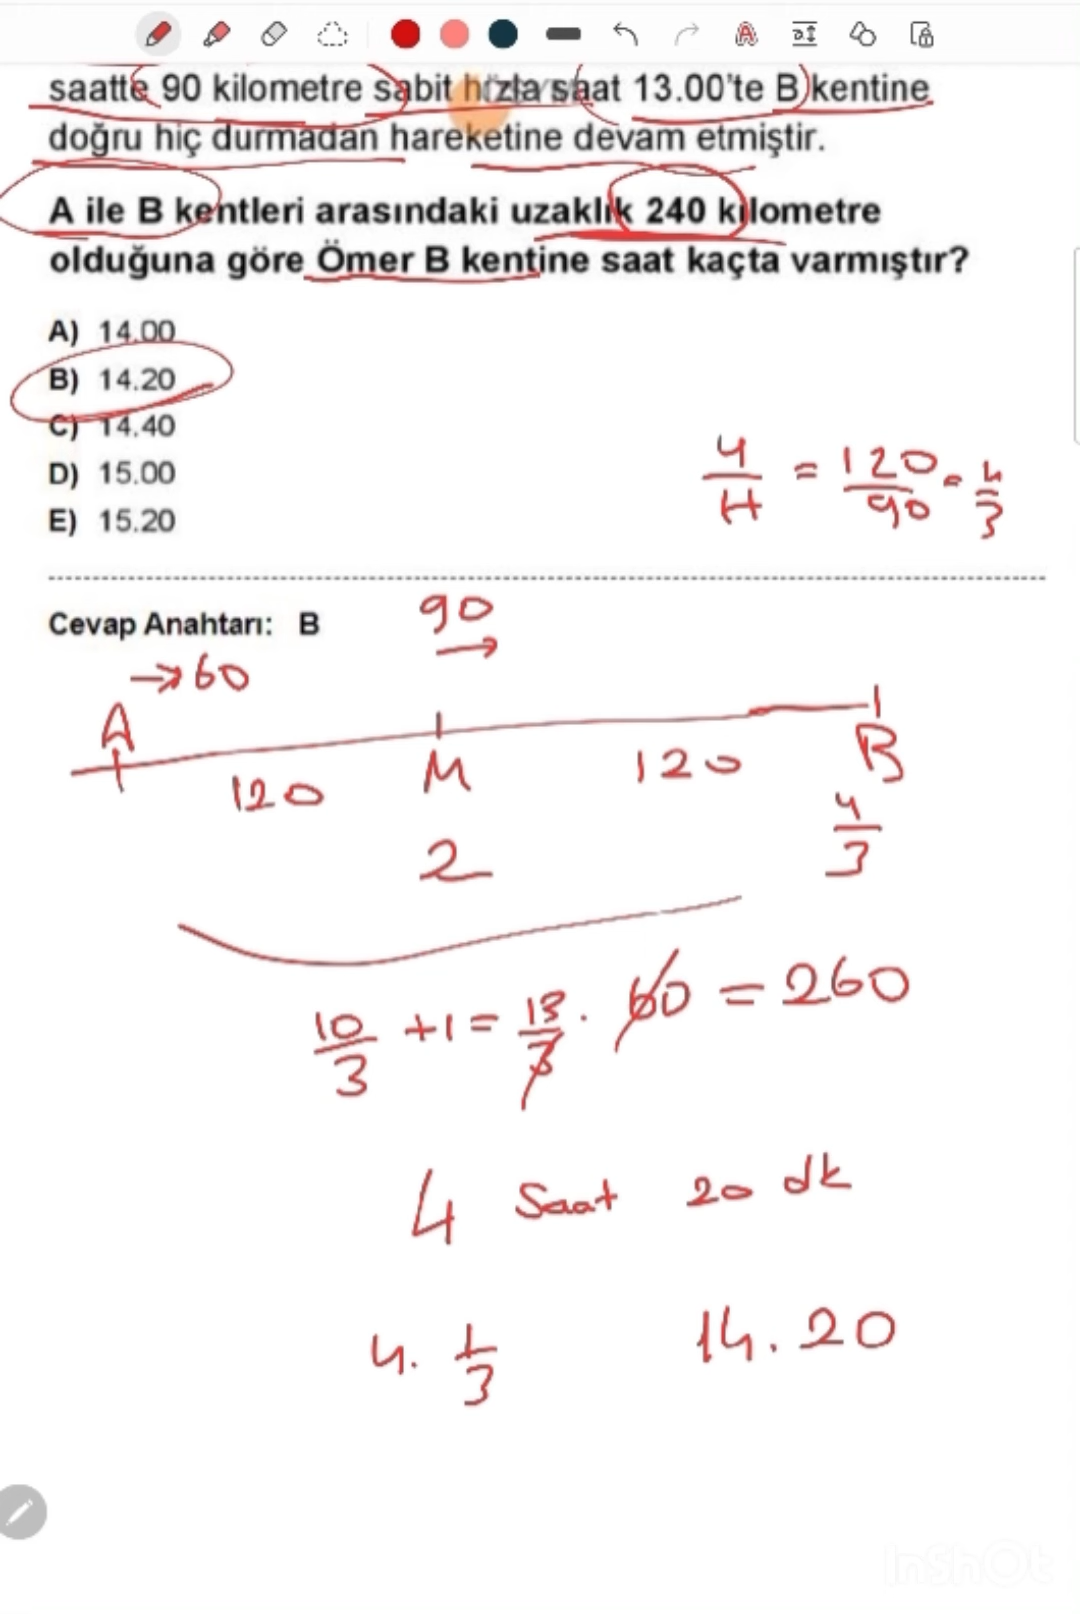 saatte 90 kilometre sabit hızla saat 13.00'te B kentine
doğru hiç durmadan hareketine devam etmiştir.
A ile B kentleri arasındaki uzaklık 240 kilometre
olduğuna göre Ömer B kentine saat kaçta varmıştır?
A) 14.00
B) 14.20
C) 14.40
D) 15.00
E) 15.20
4/H = 120/90 = 4/3
Cevap Anahtarı: B
90
→
→ 60
A M B
120 120
2 4/3
10/3 + 1 = 13/3 . 60 = 260
4 Saat 20 dk
4. 1/3 14.20
InShOt